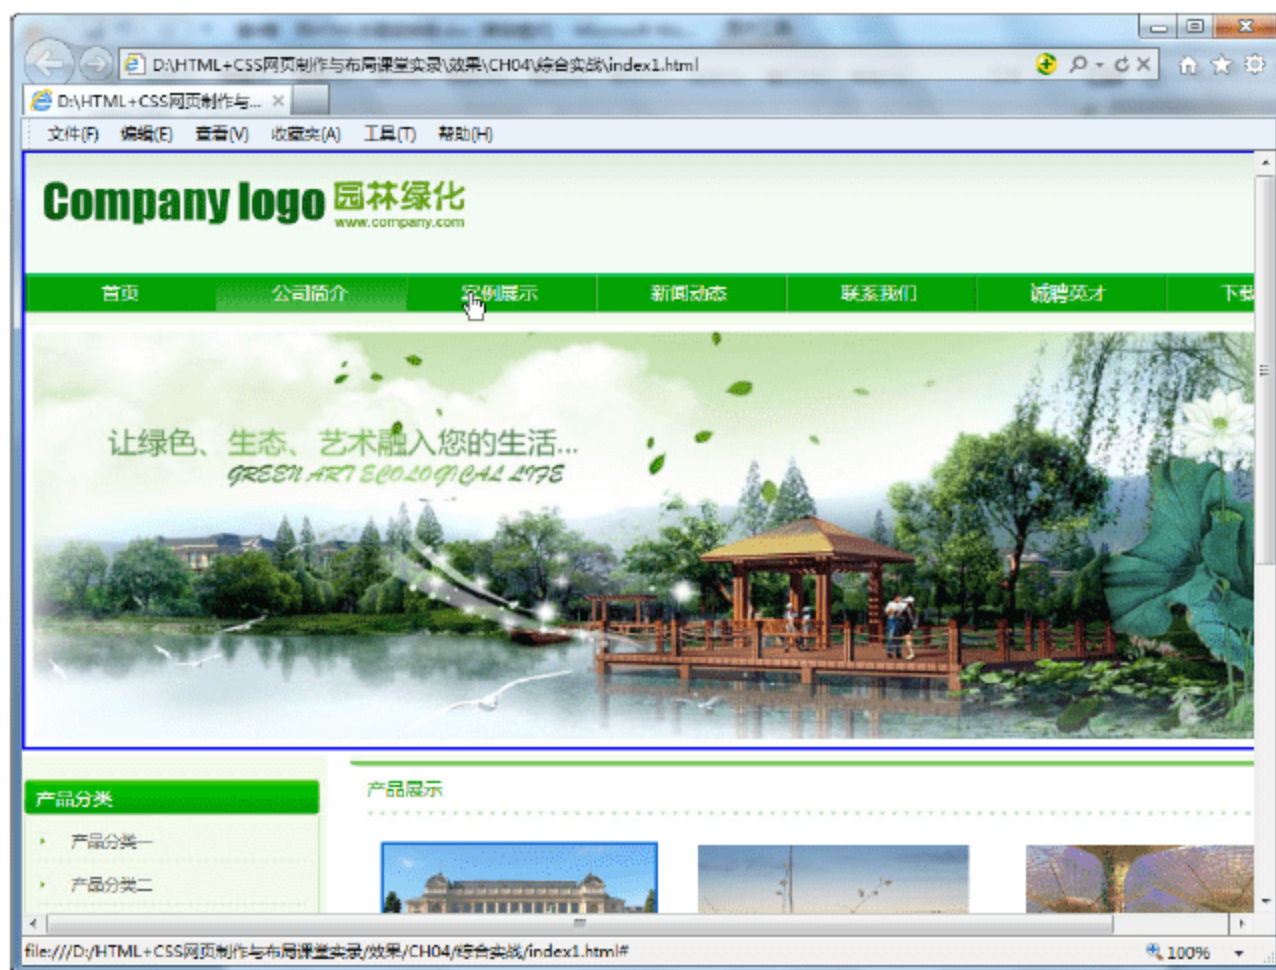 D:\HTML+CSS网页制作与布局课堂实录\效果\CH04\综合实战\index1.html
D:\HTML+CSS网页制作与...
文件(F) 编辑(E) 查看(V) 收藏夹(A) 工具(T) 帮助(H)
Company logo 园林绿化
www.company.com
首页 公司简介 案例展示 新闻动态 联系我们 诚聘英才 下载
让绿色、生态、艺术融入您的生活...
GREEN ART ECOLOGICAL LIFE
产品分类
产品展示
产品分类一
产品分类二
file:///D:/HTML+CSS网页制作与布局课堂实录/效果/CH04/综合实战/index1.html#
100%